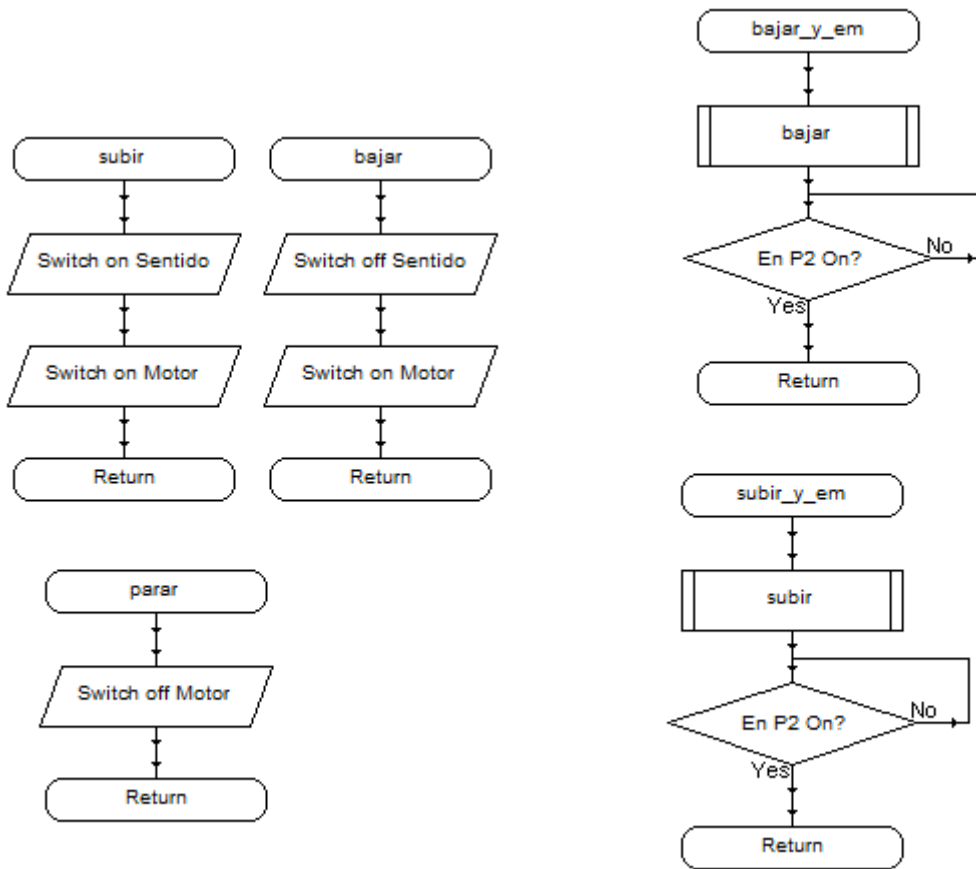 subir
Switch on Sentido
Switch on Motor
Return
bajar
Switch off Sentido
Switch on Motor
Return
parar
Switch off Motor
Return
bajar_y_em
bajar
En P2 On?
No
Yes
Return
subir_y_em
subir
En P2 On?
No
Yes
Return